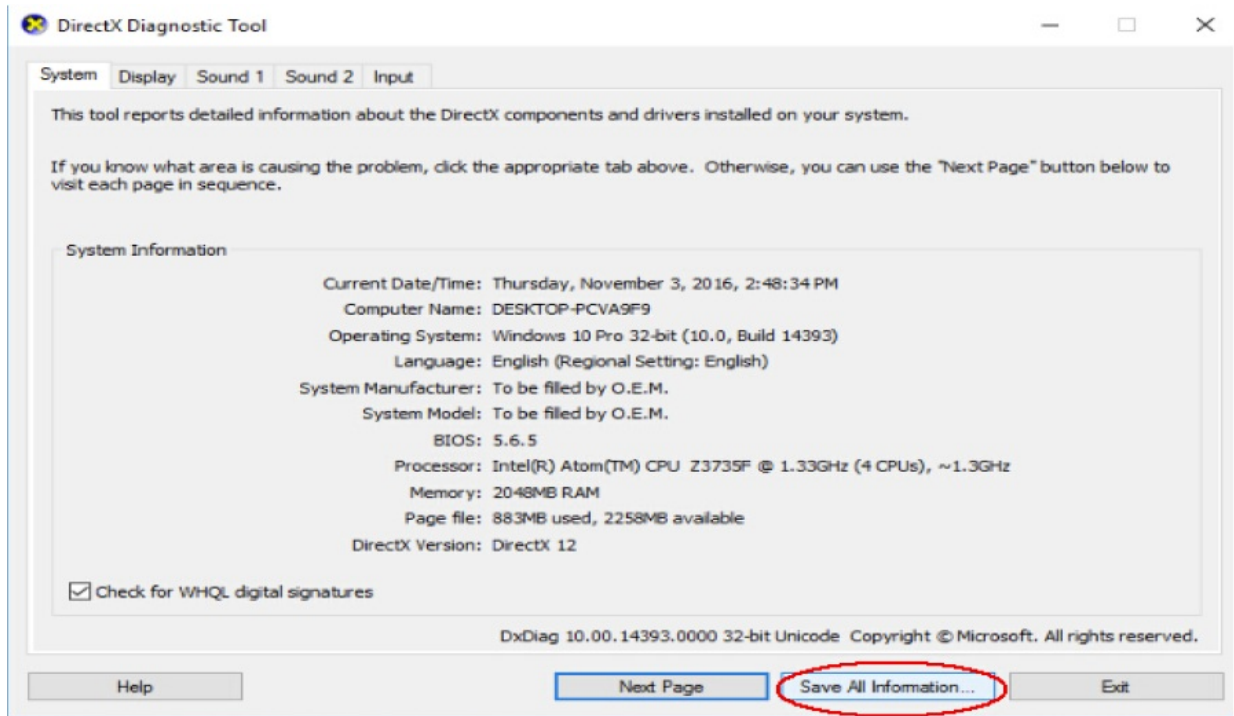 DirectX Diagnostic Tool
System Display Sound 1 Sound 2 Input
This tool reports detailed information about the DirectX components and drivers installed on your system.
If you know what area is causing the problem, click the appropriate tab above. Otherwise, you can use the "Next Page" button below to
visit each page in sequence.
System Information
Current Date/Time: Thursday, November 3, 2016, 2:48:34 PM
Computer Name: DESKTOP-PCVA9F9
Operating System: Windows 10 Pro 32-bit (10.0, Build 14393)
Language: English (Regional Setting: English)
System Manufacturer: To be filled by O.E.M.
System Model: To be filled by O.E.M.
BIOS: 5.6.5
Processor: Intel(R) Atom(TM) CPU Z3735F @ 1.33GHz (4 CPUs), ~1.3GHz
Memory: 2048MB RAM
Page file: 883MB used, 2258MB available
DirectX Version: DirectX 12
Check for WHQL digital signatures
DxDiag 10.00.14393.0000 32-bit Unicode Copyright © Microsoft. All rights reserved.
Help Next Page Save All Information... Exit